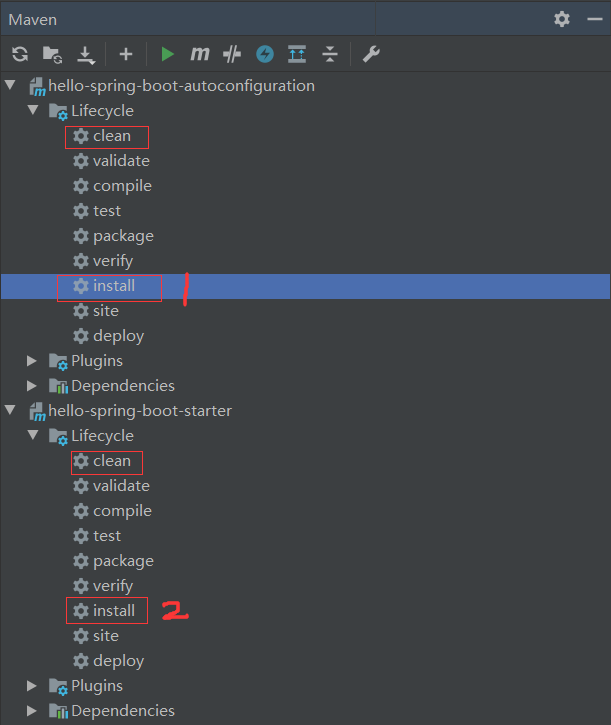 Maven
hello-spring-boot-autoconfiguration
Lifecycle
clean
validate
compile
test
package
verify
install 1
site
deploy
Plugins
Dependencies
hello-spring-boot-starter
Lifecycle
clean
validate
compile
test
package
verify
install 2
site
deploy
Plugins
Dependencies